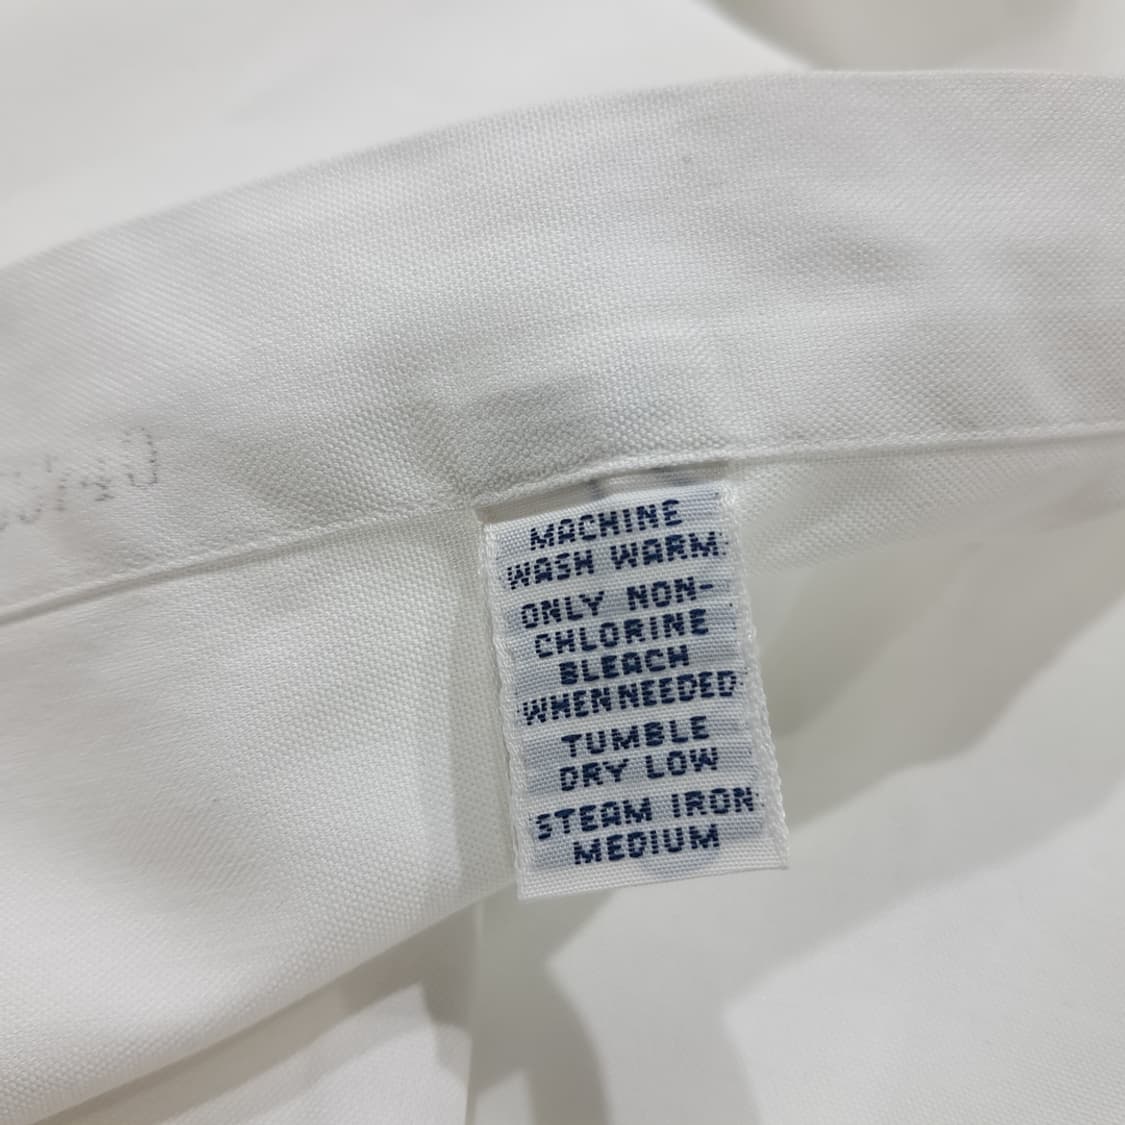 MACHINE
WASH WARM
ONLY NON-
CHLORINE
BLEACH
WHEN NEEDED
TUMBLE
DRY LOW
STEAM IRON
MEDIUM